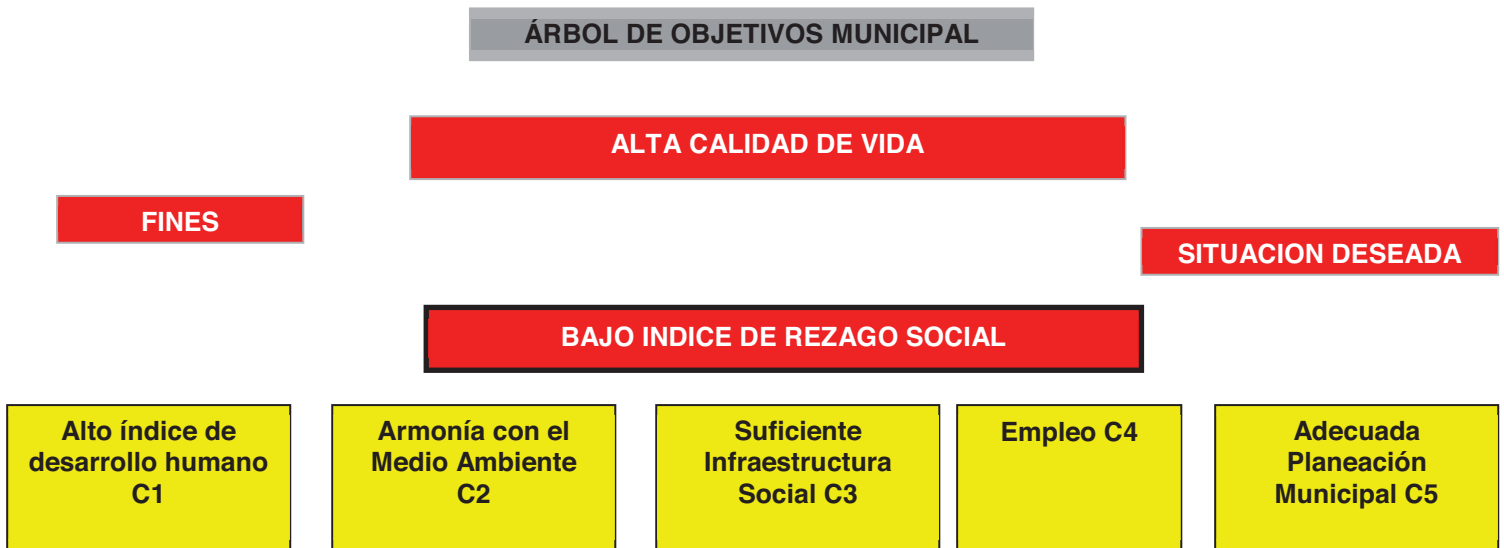 ÁRBOL DE OBJETIVOS MUNICIPAL
ALTA CALIDAD DE VIDA
FINES
SITUACION DESEADA
BAJO INDICE DE REZAGO SOCIAL
Alto índice de
desarrollo humano
C1
Armonía con el
Medio Ambiente
C2
Suficiente
Infraestructura
Social C3
Empleo C4
Adecuada
Planeación
Municipal C5